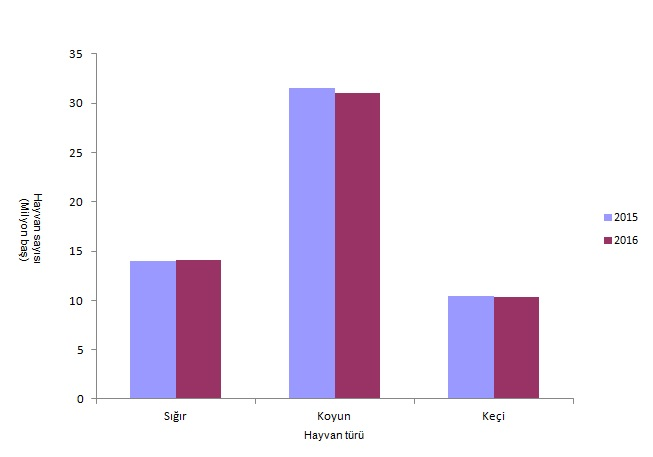 35
30
25
20
15
10
5
0
Hayvan sayısı
(Milyon baş)
Sığır
Koyun
Keçi
Hayvan türü
2015
2016